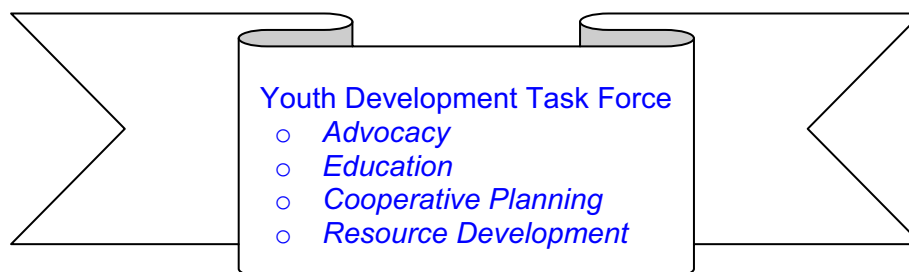 Youth Development Task Force
o Advocacy
o Education
o Cooperative Planning
o Resource Development